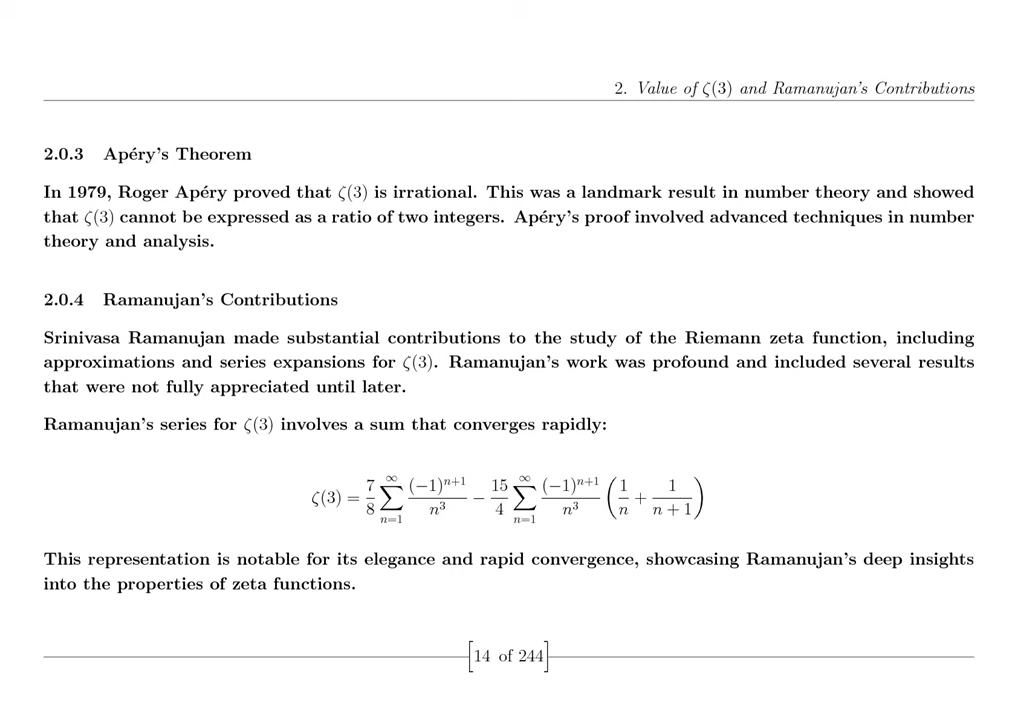 2. Value of ζ(3) and Ramanujan's Contributions
2.0.3 Apéry's Theorem
In 1979, Roger Apéry proved that ζ(3) is irrational. This was a landmark result in number theory and showed
that ζ(3) cannot be expressed as a ratio of two integers. Apéry's proof involved advanced techniques in number
theory and analysis.
2.0.4 Ramanujan's Contributions
Srinivasa Ramanujan made substantial contributions to the study of the Riemann zeta function, including
approximations and series expansions for ζ(3). Ramanujan's work was profound and included several results
that were not fully appreciated until later.
Ramanujan's series for ζ(3) involves a sum that converges rapidly:
ζ(3) = 7/8 ∑_{n=1}^{∞} (−1)^{n+1}/n^3 − 15/4 ∑_{n=1}^{∞} (−1)^{n+1}/n^3 (1/n + 1/(n+1))
This representation is notable for its elegance and rapid convergence, showcasing Ramanujan's deep insights
into the properties of zeta functions.
[14 of 244]